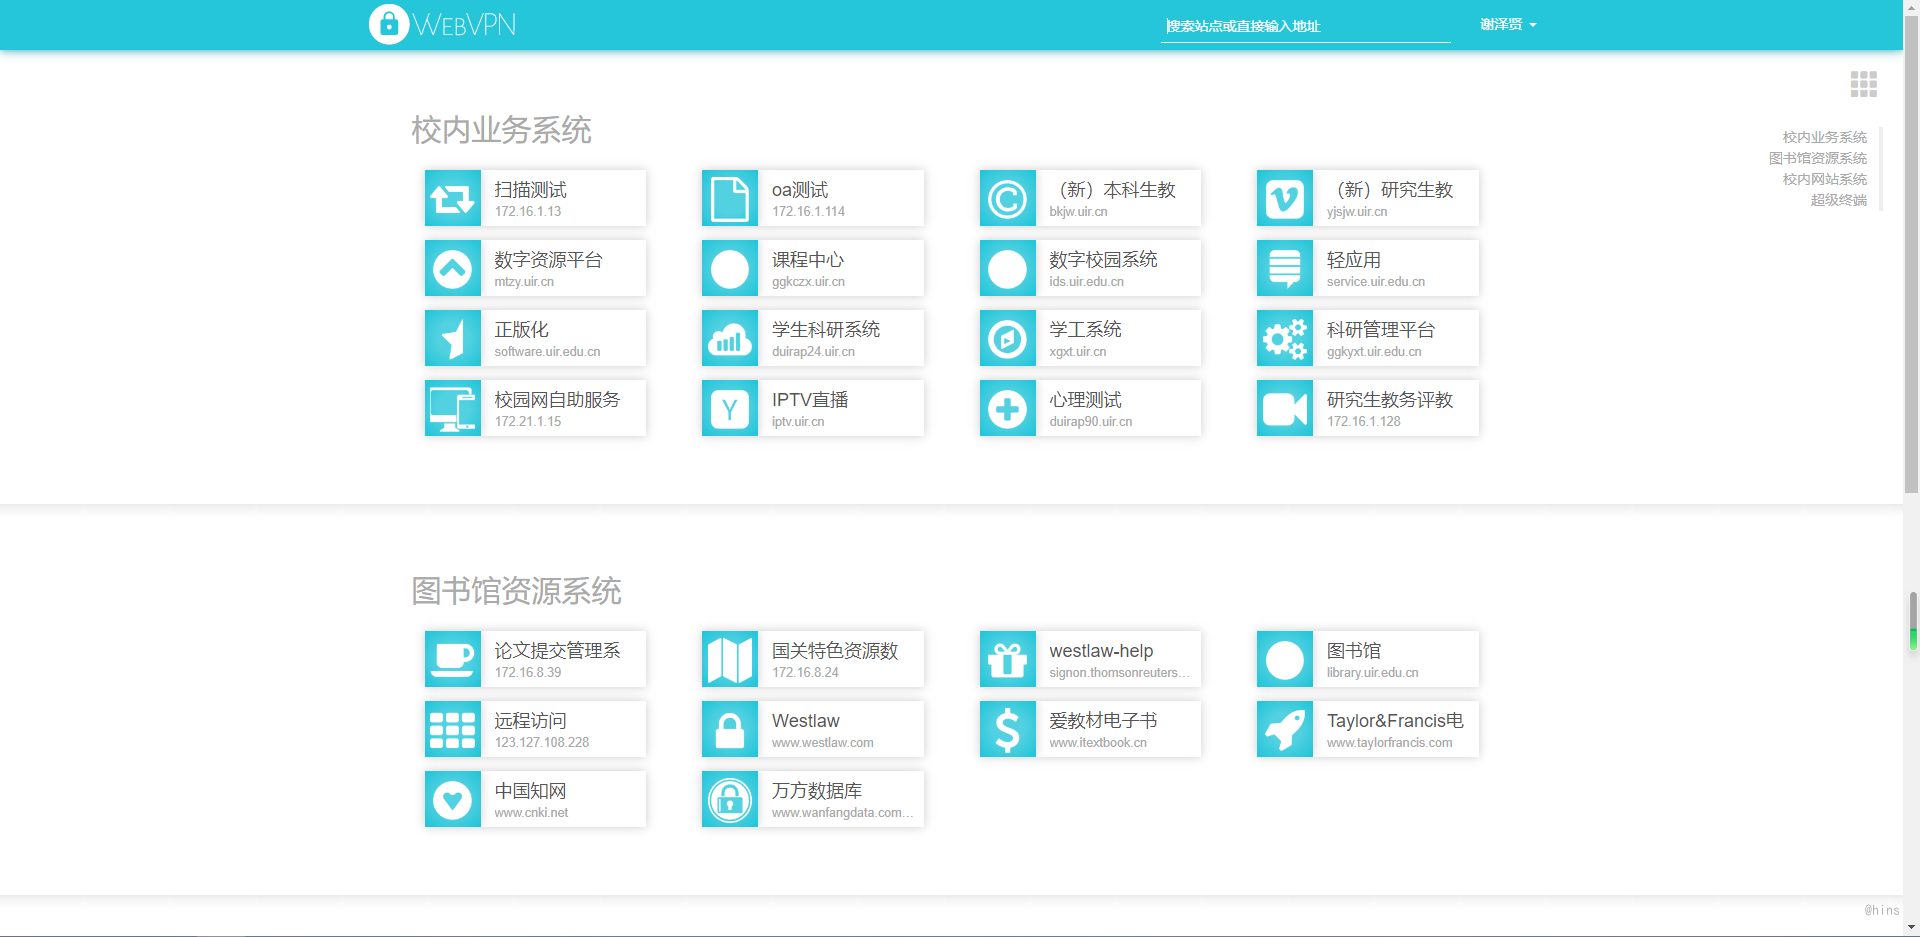 WEBVPN
搜索站点或直接输入地址
谢泽贤
校内业务系统
图书馆资源系统
校内网站系统
超级终端
校内业务系统
扫描测试
172.16.1.13
oa测试
172.16.1.114
（新）本科生教
bkjw.uir.cn
（新）研究生教
yjsjw.uir.cn
数字资源平台
mtzy.uir.cn
课程中心
ggkczx.uir.cn
数字校园系统
ids.uir.edu.cn
轻应用
service.uir.edu.cn
正版化
software.uir.edu.cn
学生科研系统
duirap24.uir.cn
学工系统
xgxt.uir.cn
科研管理平台
ggkyxt.uir.edu.cn
校园网自助服务
172.21.1.15
IPTV直播
iptv.uir.cn
心理测试
duirap90.uir.cn
研究生教务评教
172.16.1.128
图书馆资源系统
论文提交管理系
172.16.8.39
国关特色资源数
172.16.8.24
westlaw-help
signon.thomsonreuters...
图书馆
library.uir.edu.cn
远程访问
123.127.108.228
Westlaw
www.westlaw.com
爱教材电子书
www.itextbook.cn
Taylor&Francis电
www.taylorfrancis.com
中国知网
www.cnki.net
万方数据库
www.wanfangdata.com...
@hins